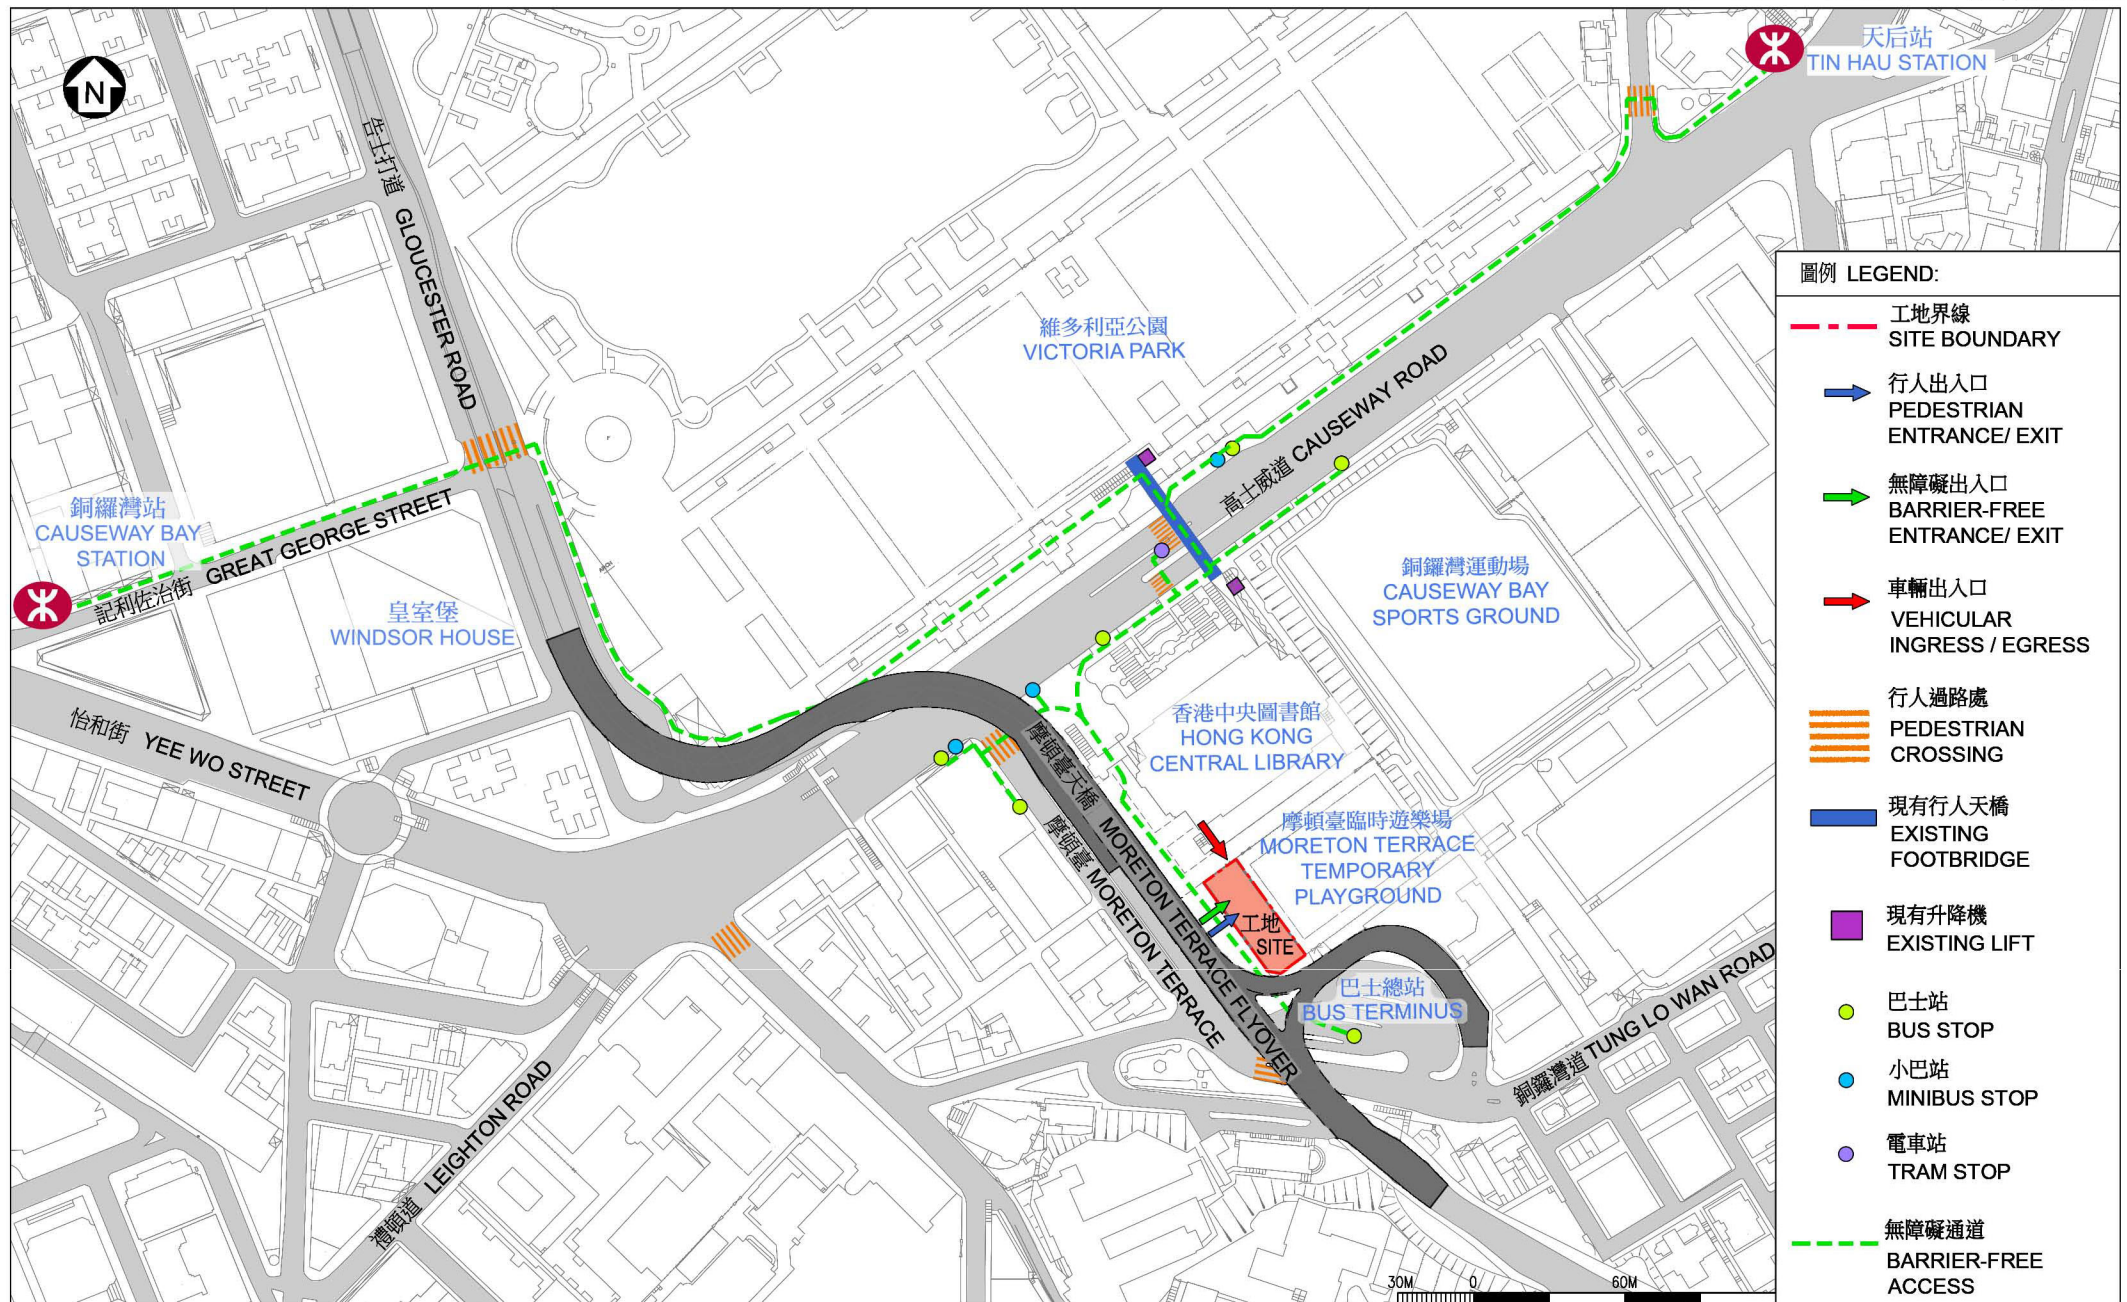 N
天后站
TIN HAU STATION
告士打道 GLOUCESTER ROAD
維多利亞公園
VICTORIA PARK
高士威道 CAUSEWAY ROAD
銅鑼灣站
CAUSEWAY BAY
STATION
記利佐治街 GREAT GEORGE STREET
皇室堡
WINDSOR HOUSE
銅鑼灣運動場
CAUSEWAY BAY
SPORTS GROUND
怡和街 YEE WO STREET
香港中央圖書館
HONG KONG
CENTRAL LIBRARY
摩頓臺天橋 MORETON TERRACE FLYOVER
摩頓臺 MORETON TERRACE
摩頓臺臨時遊樂場
MORETON TERRACE
TEMPORARY
PLAYGROUND
工地
SITE
巴士總站
BUS TERMINUS
銅鑼灣道 TUNG LO WAN ROAD
禮頓道 LEIGHTON ROAD
圖例 LEGEND:
工地界線
SITE BOUNDARY
行人出入口
PEDESTRIAN
ENTRANCE/ EXIT
無障礙出入口
BARRIER-FREE
ENTRANCE/ EXIT
車輛出入口
VEHICULAR
INGRESS / EGRESS
行人過路處
PEDESTRIAN
CROSSING
現有行人天橋
EXISTING
FOOTBRIDGE
現有升降機
EXISTING LIFT
巴士站
BUS STOP
小巴站
MINIBUS STOP
電車站
TRAM STOP
無障礙通道
BARRIER-FREE
ACCESS
30M 0 60M